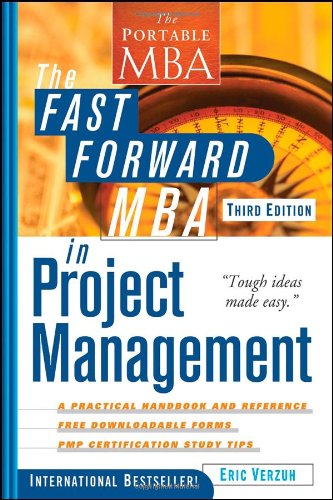 The
PORTABLE
MBA
The
FAST
FORWARD
MBA
THIRD EDITION
in
Project
Management
“Tough ideas
made easy.”
A PRACTICAL HANDBOOK AND REFERENCE
FREE DOWNLOADABLE FORMS
PMP CERTIFICATION STUDY TIPS
INTERNATIONAL BESTSELLER!
ERIC VERZUH